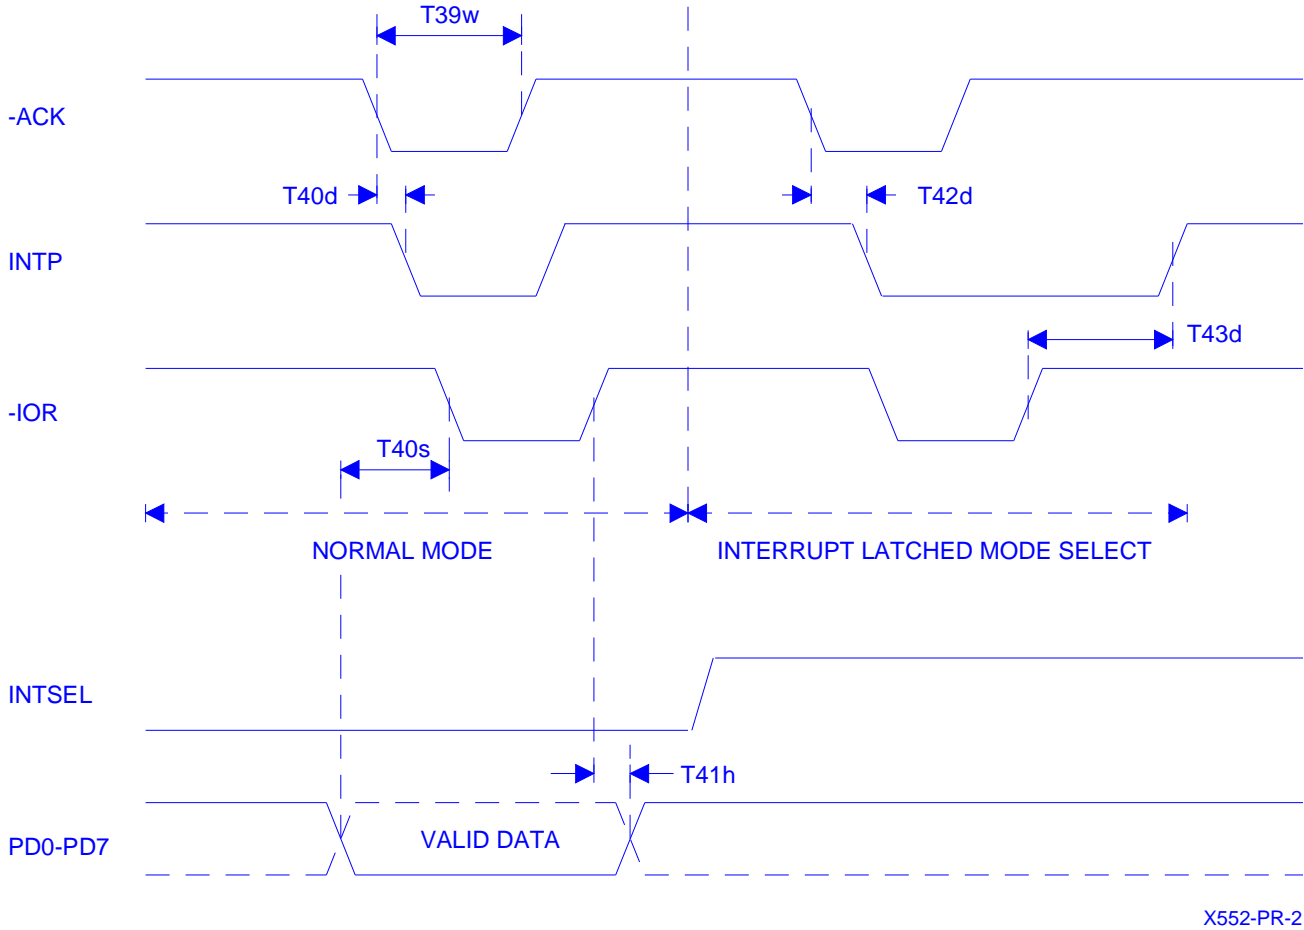 T39w
-ACK
T40d
T42d
INTP
T43d
-IOR
T40s
NORMAL MODE
INTERRUPT LATCHED MODE SELECT
INTSEL
T41h
PD0-PD7
VALID DATA
X552-PR-2